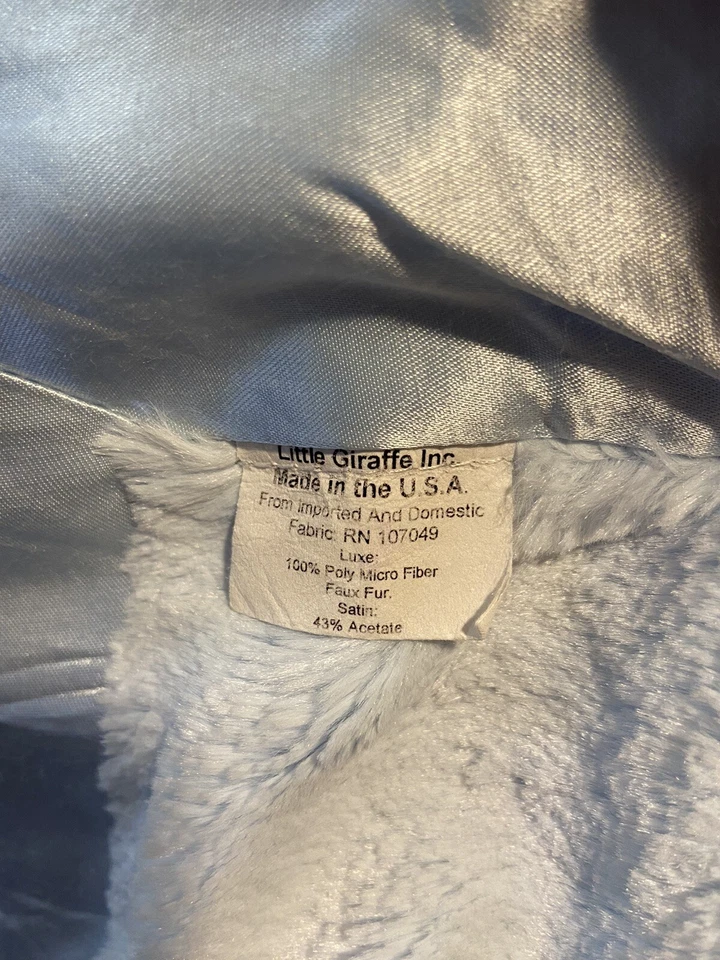 Little Giraffe Inc.
Made in the U.S.A.
From Imported And Domestic
Fabric: RN 107049
Luxe:
100% Poly Micro Fiber
Faux Fur.
Satin:
43% Acetate